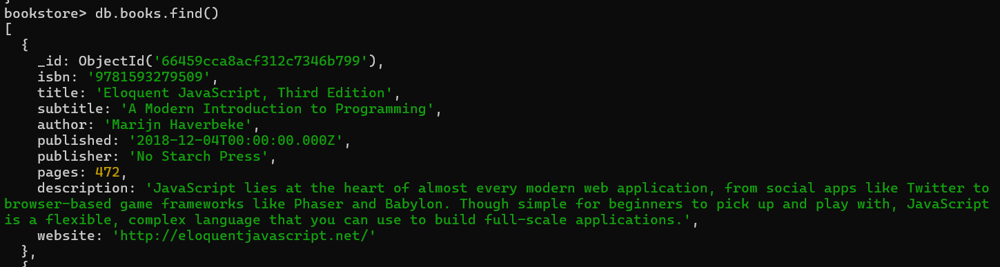 bookstore> db.books.find()
[
  {
    _id: ObjectId('66459cca8acf312c7346b799'),
    isbn: '9781593279509',
    title: 'Eloquent JavaScript, Third Edition',
    subtitle: 'A Modern Introduction to Programming',
    author: 'Marijn Haverbeke',
    published: '2018-12-04T00:00:00.000Z',
    publisher: 'No Starch Press',
    pages: 472,
    description: 'JavaScript lies at the heart of almost every modern web application, from social apps like Twitter to
browser-based game frameworks like Phaser and Babylon. Though simple for beginners to pick up and play with, JavaScript
is a flexible, complex language that you can use to build full-scale applications.',
    website: 'http://eloquentjavascript.net/'
  },
  {